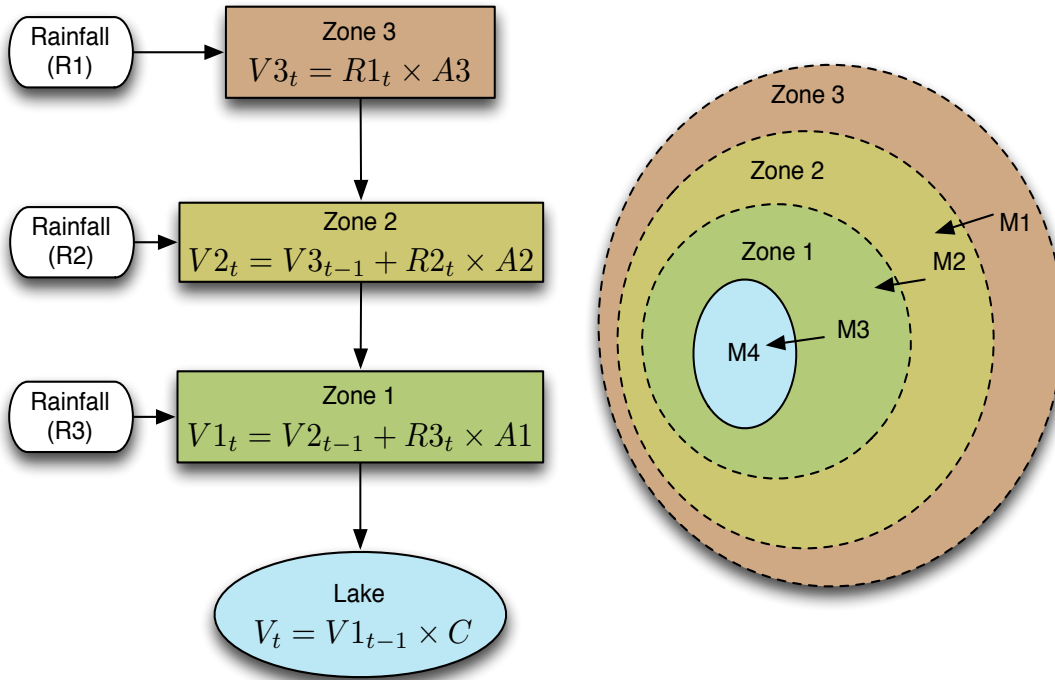 Rainfall
(R1)
Zone 3
V3_t = R1_t × A3
Rainfall
(R2)
Zone 2
V2_t = V3_{t−1} + R2_t × A2
Rainfall
(R3)
Zone 1
V1_t = V2_{t−1} + R3_t × A1
Lake
V_t = V1_{t−1} × C
Zone 3
Zone 2
Zone 1
M1
M2
M3
M4